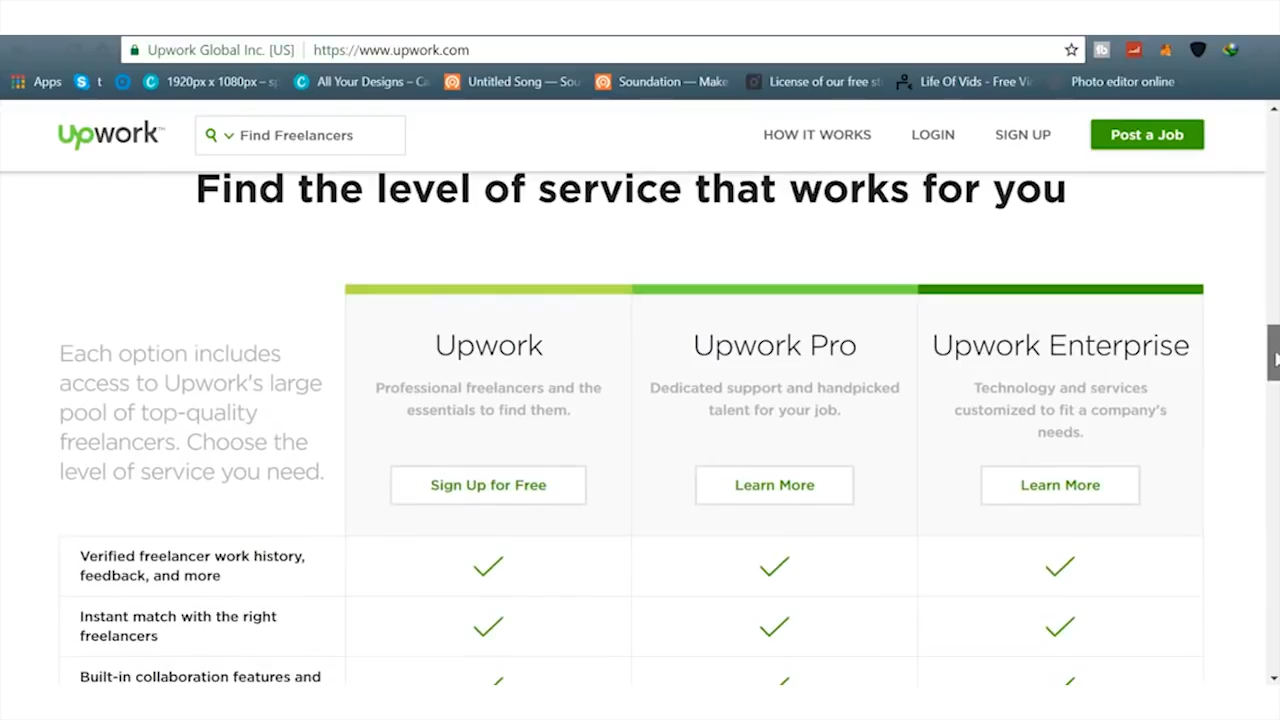 Upwork Global Inc. [US] https://www.upwork.com
Apps t 1920px x 1080px – sp All Your Designs – Ca Untitled Song — Sou Soundation — Make License of our free st Life Of Vids - Free Vid Photo editor online
Upwork™ Find Freelancers HOW IT WORKS LOGIN SIGN UP Post a Job
Find the level of service that works for you
Each option includes
access to Upwork's large
pool of top-quality
freelancers. Choose the
level of service you need.
Upwork
Professional freelancers and the
essentials to find them.
Sign Up for Free
Upwork Pro
Dedicated support and handpicked
talent for your job.
Learn More
Upwork Enterprise
Technology and services
customized to fit a company's
needs.
Learn More
Verified freelancer work history,
feedback, and more
Instant match with the right
freelancers
Built-in collaboration features and